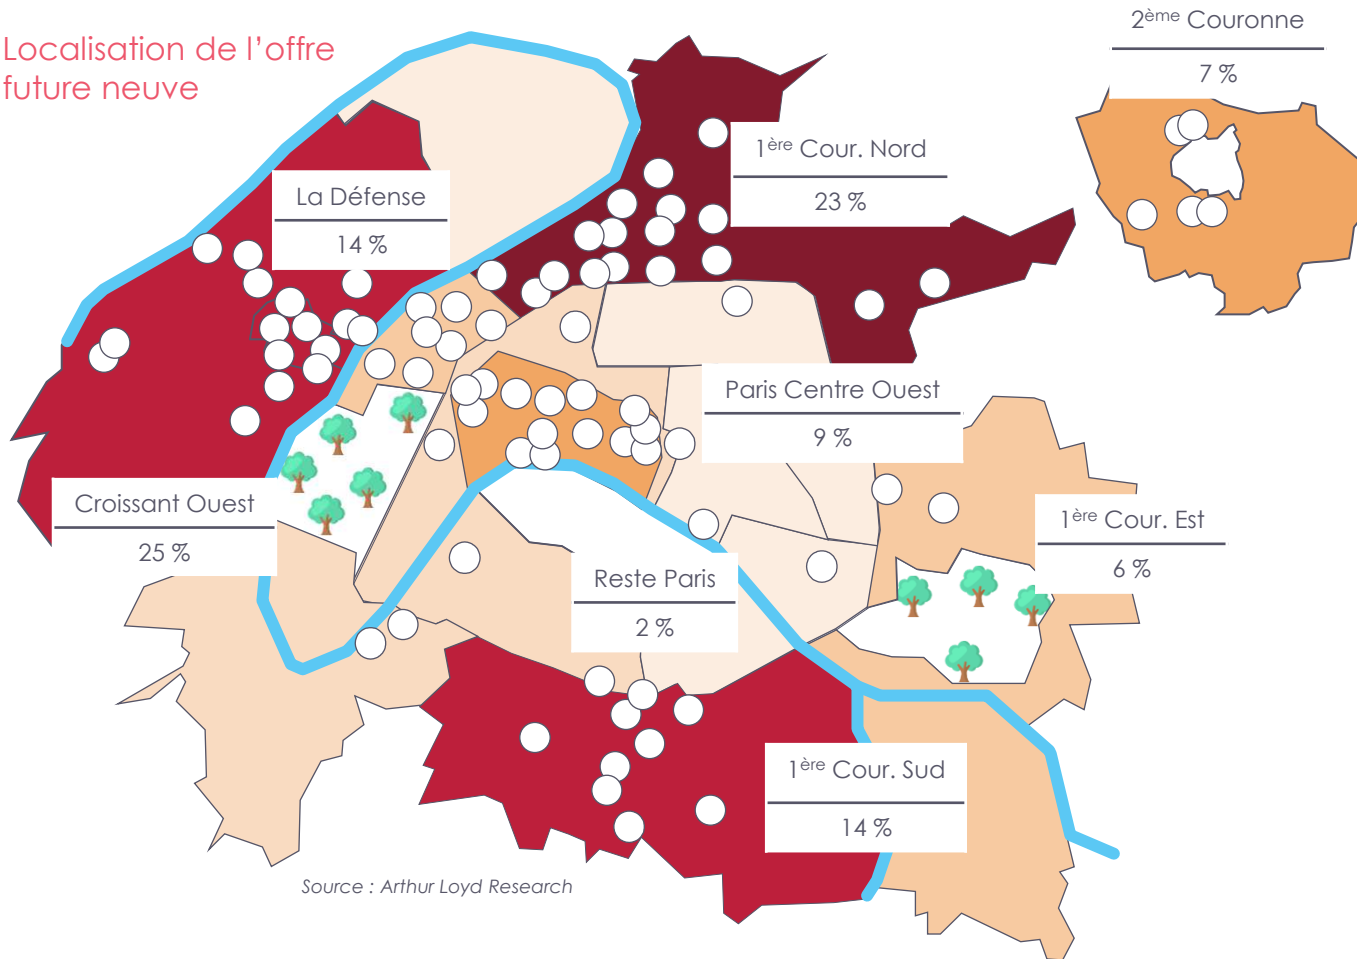 Localisation de l'offre
future neuve
2ème Couronne
7 %
1ère Cour. Nord
23 %
La Défense
14 %
Paris Centre Ouest
9 %
Croissant Ouest
25 %
1ère Cour. Est
6 %
Reste Paris
2 %
1ère Cour. Sud
14 %
Source : Arthur Loyd Research